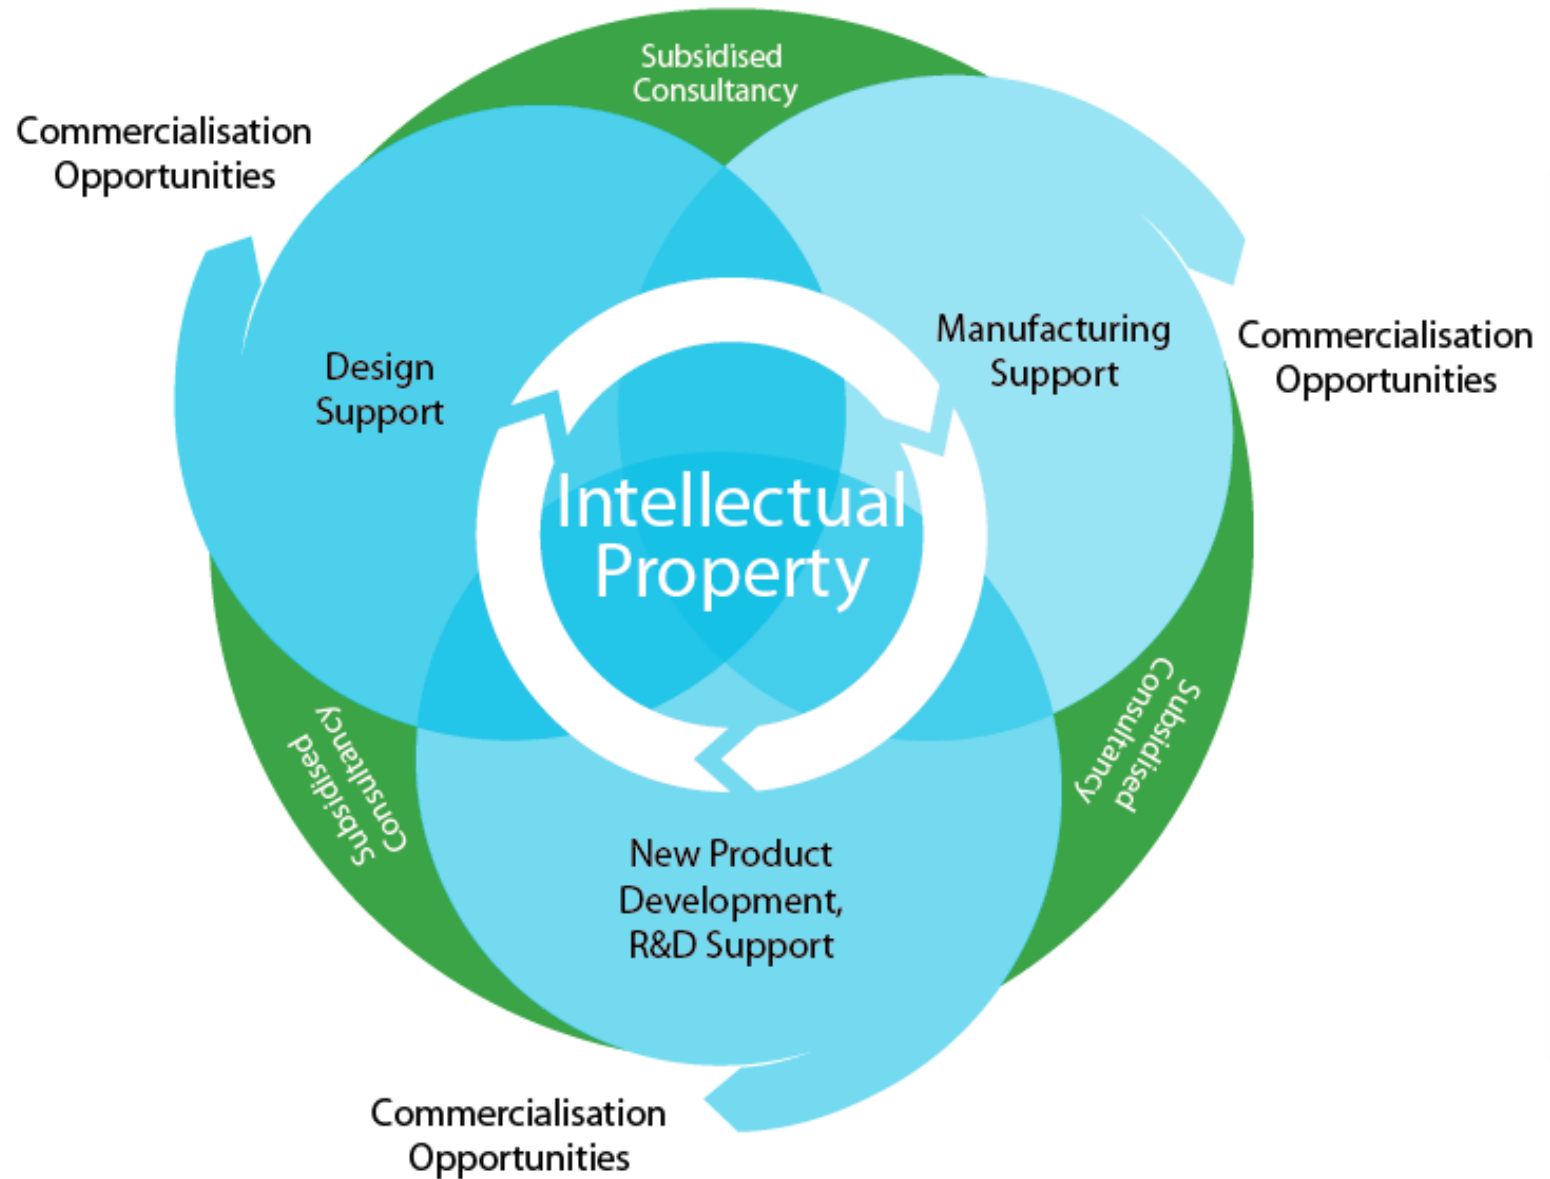 Subsidised
Consultancy
Commercialisation
Opportunities
Manufacturing
Support
Commercialisation
Opportunities
Design
Support
Intellectual
Property
Subsidised
Consultancy
Subsidised
Consultancy
New Product
Development,
R&D Support
Commercialisation
Opportunities